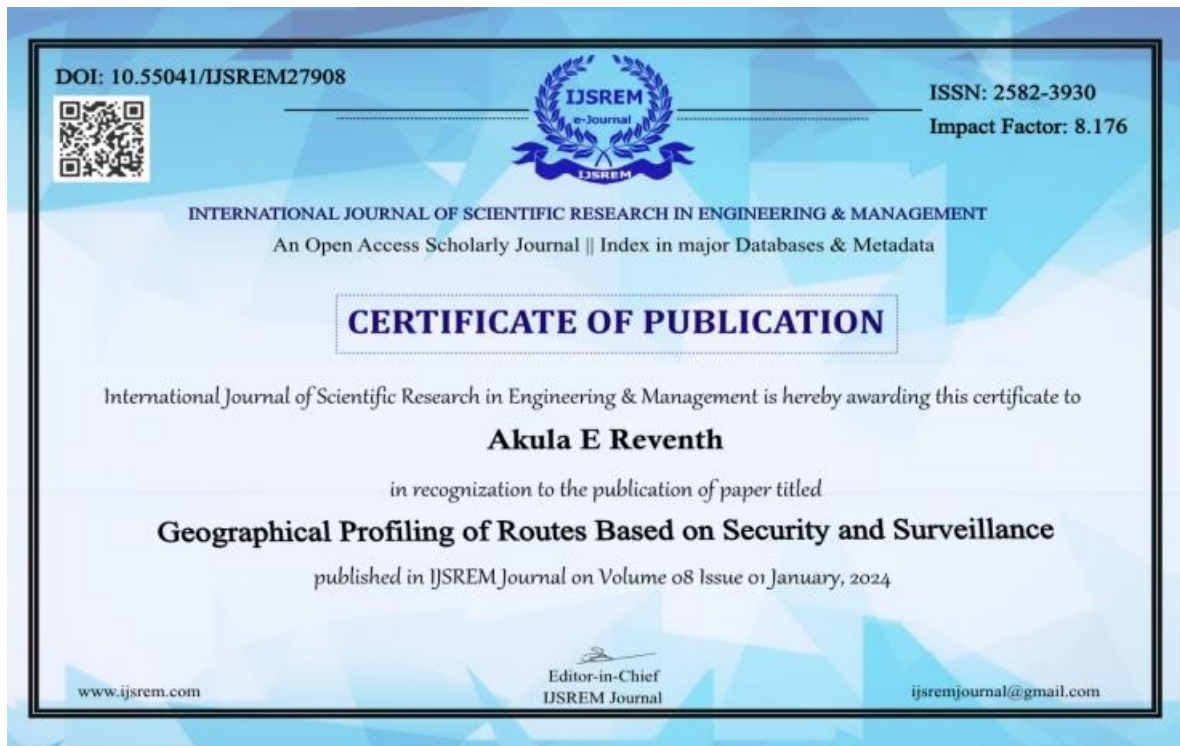 DOI: 10.55041/IJSREM27908
IJSREM
e-Journal
IJSREM
ISSN: 2582-3930
Impact Factor: 8.176
INTERNATIONAL JOURNAL OF SCIENTIFIC RESEARCH IN ENGINEERING & MANAGEMENT
An Open Access Scholarly Journal || Index in major Databases & Metadata
CERTIFICATE OF PUBLICATION
International Journal of Scientific Research in Engineering & Management is hereby awarding this certificate to
Akula E Reventh
in recognization to the publication of paper titled
Geographical Profiling of Routes Based on Security and Surveillance
published in IJSREM Journal on Volume 08 Issue 01 January, 2024
www.ijsrem.com
Editor-in-Chief
IJSREM Journal
ijsremjournal@gmail.com